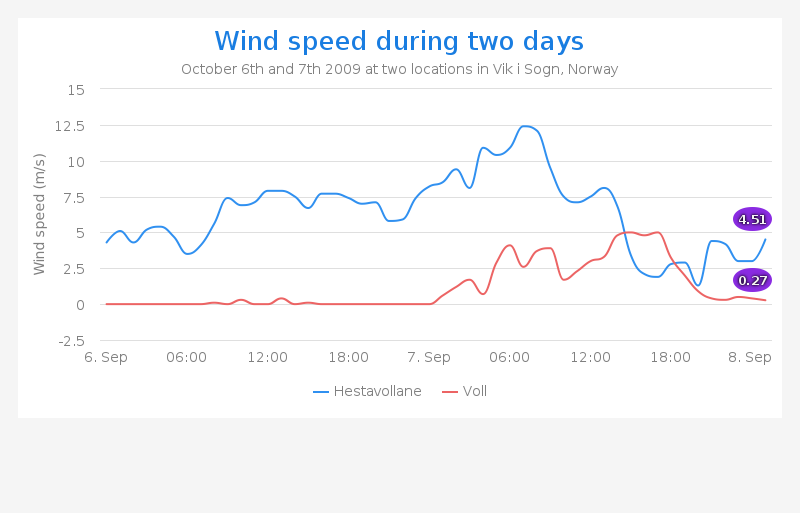 Wind speed during two days
October 6th and 7th 2009 at two locations in Vik i Sogn, Norway
Wind speed (m/s)
15
12.5
10
7.5
5
2.5
0
-2.5
4.51
0.27
6. Sep 06:00 12:00 18:00 7. Sep 06:00 12:00 18:00 8. Sep
Hestavollane Voll